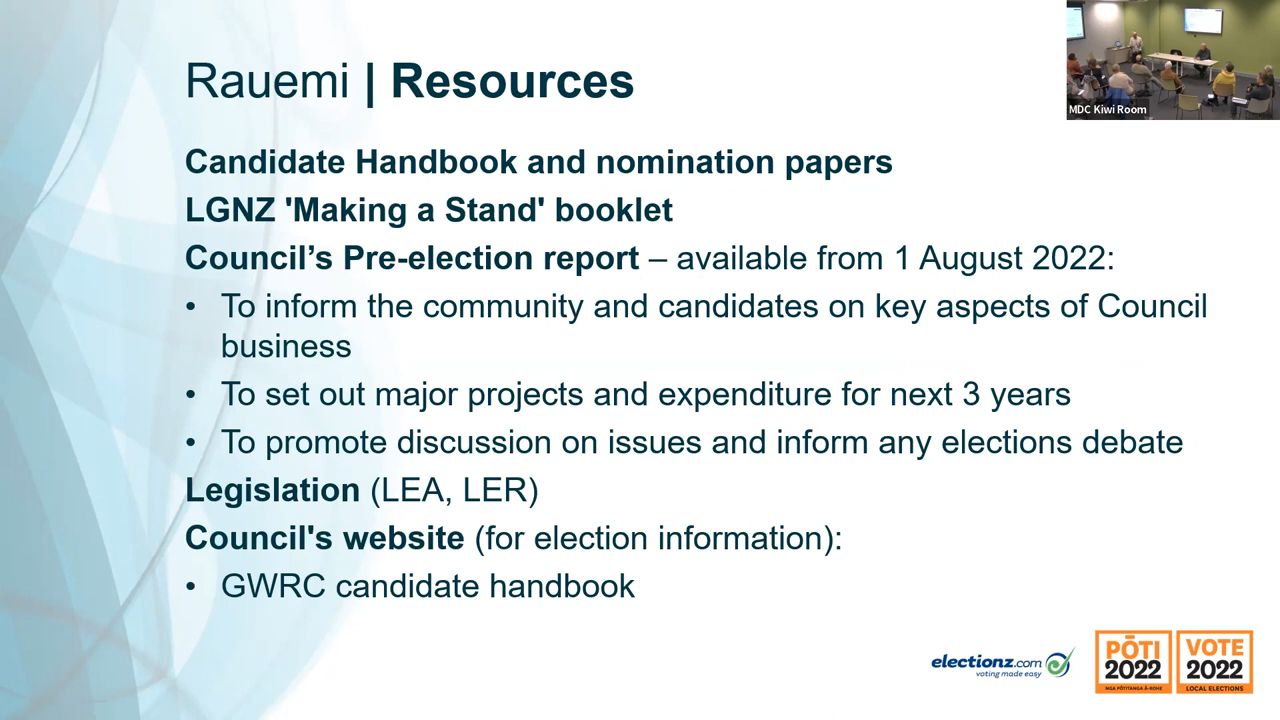 Rauemi | Resources
MDC Kiwi Room
Candidate Handbook and nomination papers
LGNZ 'Making a Stand' booklet
Council’s Pre-election report – available from 1 August 2022:
• To inform the community and candidates on key aspects of Council
business
• To set out major projects and expenditure for next 3 years
• To promote discussion on issues and inform any elections debate
Legislation (LEA, LER)
Council's website (for election information):
• GWRC candidate handbook
electionz.com
voting made easy
PŌTI
2022
NGA PŌTITANGA Ā-ROHE
VOTE
2022
LOCAL ELECTIONS